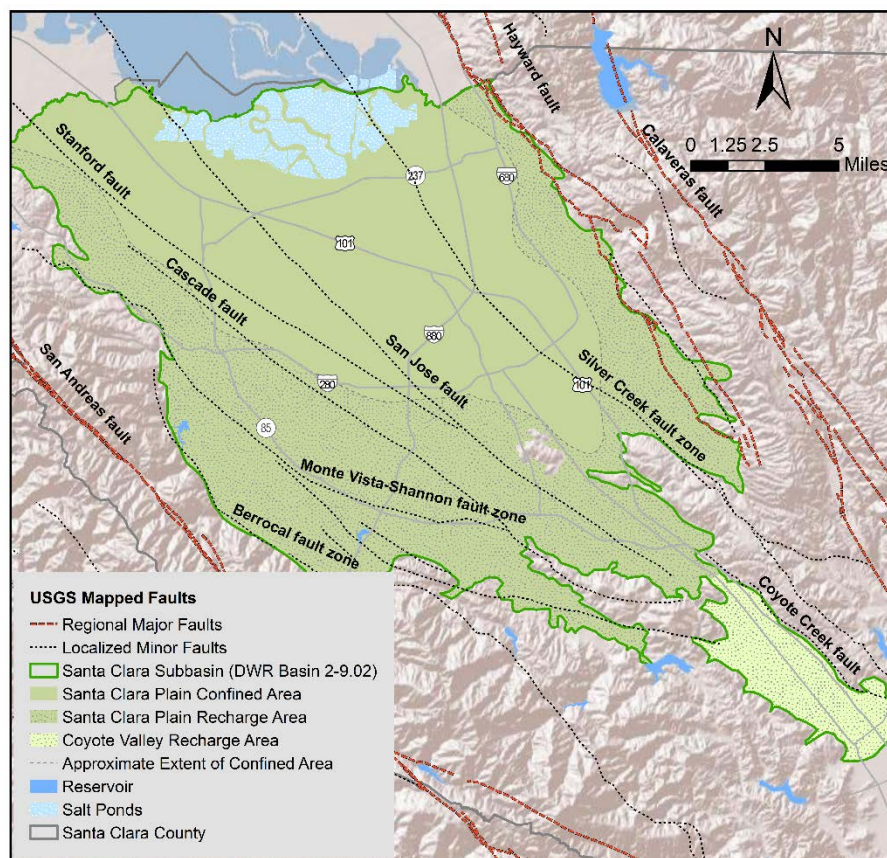 Hayward fault
N
Calaveras fault
0 1.25 2.5 5
Miles
Stanford fault
237
680
101
Cascade fault
San Jose fault
880
Silver Creek fault zone
San Andreas fault
280
101
85
Monte Vista-Shannon fault zone
Berrocal fault zone
Coyote Creek fault
USGS Mapped Faults
Regional Major Faults
Localized Minor Faults
Santa Clara Subbasin (DWR Basin 2-9.02)
Santa Clara Plain Confined Area
Santa Clara Plain Recharge Area
Coyote Valley Recharge Area
Approximate Extent of Confined Area
Reservoir
Salt Ponds
Santa Clara County